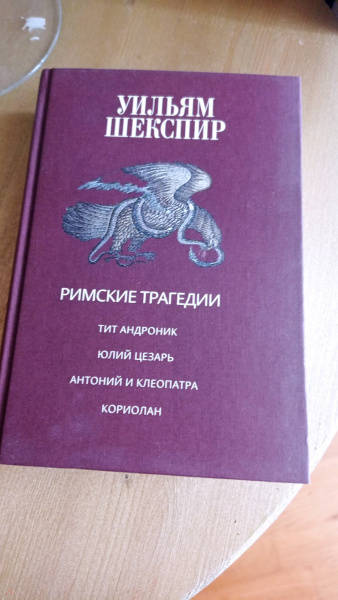 УИЛЬЯМ
ШЕКСПИР
РИМСКИЕ ТРАГЕДИИ
ТИТ АНДРОНИК
ЮЛИЙ ЦЕЗАРЬ
АНТОНИЙ И КЛЕОПАТРА
КОРИОЛАН